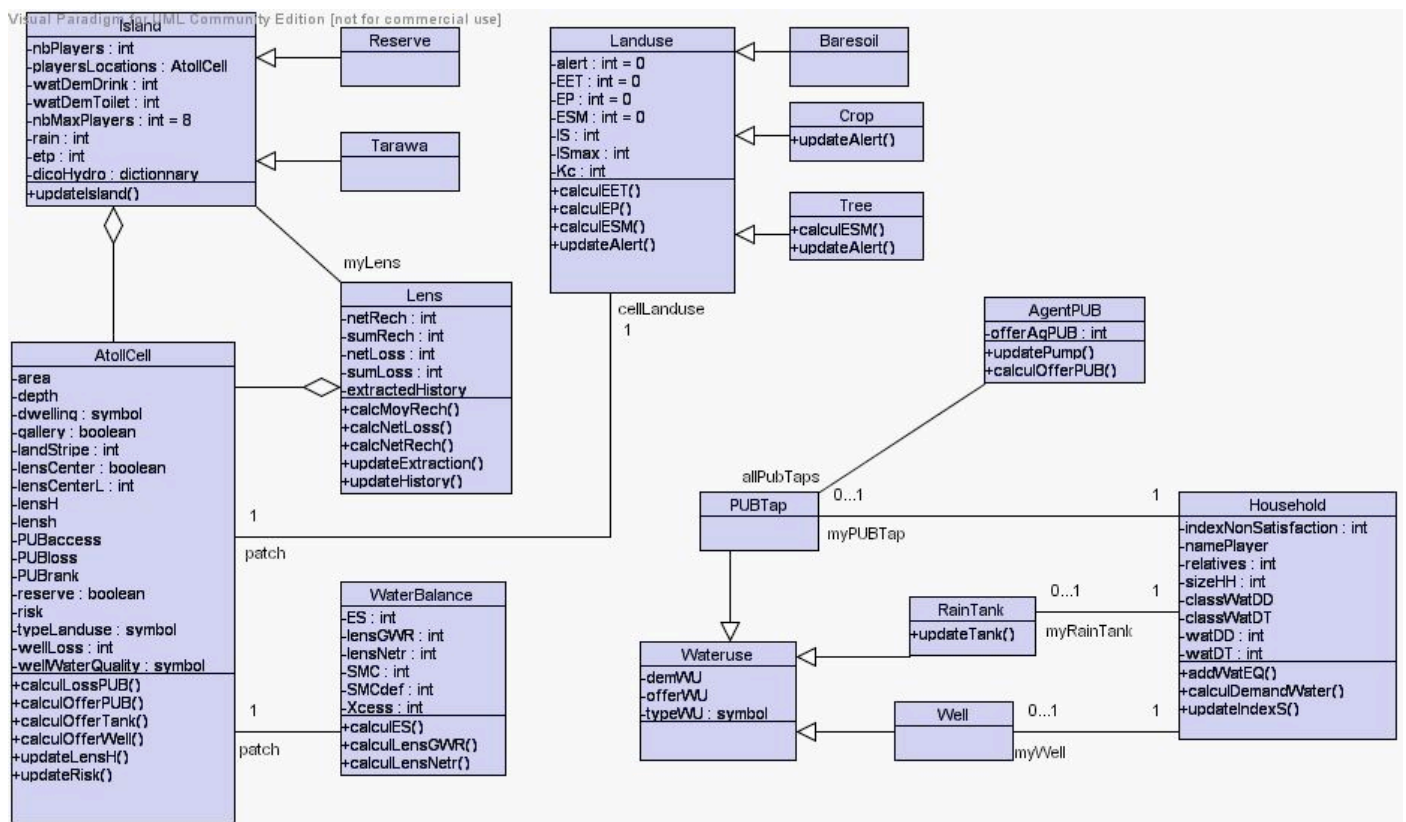 Visual Paradigm for UML Community Edition [not for commercial use]
Island
-nbPlayers : int
-playersLocations : AtollCell
-watDemDrink : int
-watDemToilet : int
-nbMaxPlayers : int = 8
-rain : int
-etp : int
-dicoHydro : dictionnary
+updateIsland()
Reserve
Tarawa
Landuse
-alert : int = 0
-EET : int = 0
-EP : int = 0
-ESM : int = 0
-IS : int
-ISmax : int
-Kc : int
+calculEET()
+calculEP()
+calculESM()
+updateAlert()
Baresoil
Crop
+updateAlert()
Tree
+calculESM()
+updateAlert()
myLens
Lens
-netRech : int
-sumRech : int
-netLoss : int
-sumLoss : int
-extractedHistory
+calcMoyRech()
+calcNetLoss()
+calcNetRech()
+updateExtraction()
+updateHistory()
cellLanduse
1
AgentPUB
-offerAgPUB : int
+updatePump()
+calculOfferPUB()
AtollCell
-area
-depth
-dwelling : symbol
-gallery : boolean
-landStripe : int
-lensCenter : boolean
-lensCenterL : int
-lensH
-lensh
-PUBaccess
-PUBloss
-PUBrank
-reserve : boolean
-risk
-typeLanduse : symbol
-wellLoss : int
-wellWaterQuality : symbol
+calculLossPUB()
+calculOfferPUB()
+calculOfferTank()
+calculOfferWell()
+updateLensH()
+updateRisk()
1
patch
WaterBalance
-ES : int
-lensGWR : int
-lensNetr : int
-SMC : int
-SMCdef : int
-Xcess : int
+calculES()
+calculLensGWR()
+calculLensNetr()
1
patch
allPubTaps
PUBTap
0...1
1
myPUBTap
Household
-indexNonSatisfaction : int
-namePlayer
-relatives : int
-sizeHH : int
-classWatDD
-classWatDT
-watDD : int
-watDT : int
+addWatEQ()
+calculDemandWater()
+updateIndexS()
RainTank
+updateTank()
0...1
1
myRainTank
Wateruse
-demWU
-offerWU
-typeWU : symbol
Well
0...1
1
myWell